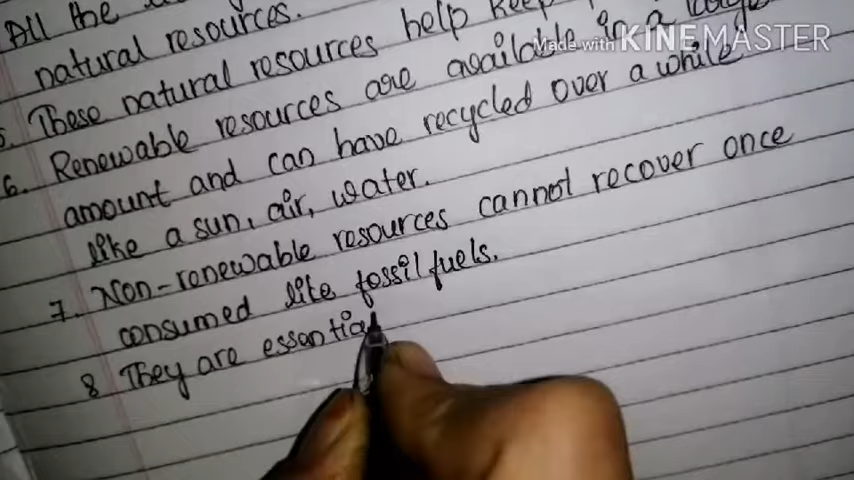 All the
natural resources.
5. These natural resources help keep
6. Renewable resources are available in a large
amount and can have recycled over a while
like a sun, air, water.
7. Non-renewable resources cannot recover once
consumed like fossil fuels.
8 They are essentia
Made with KINEMASTER